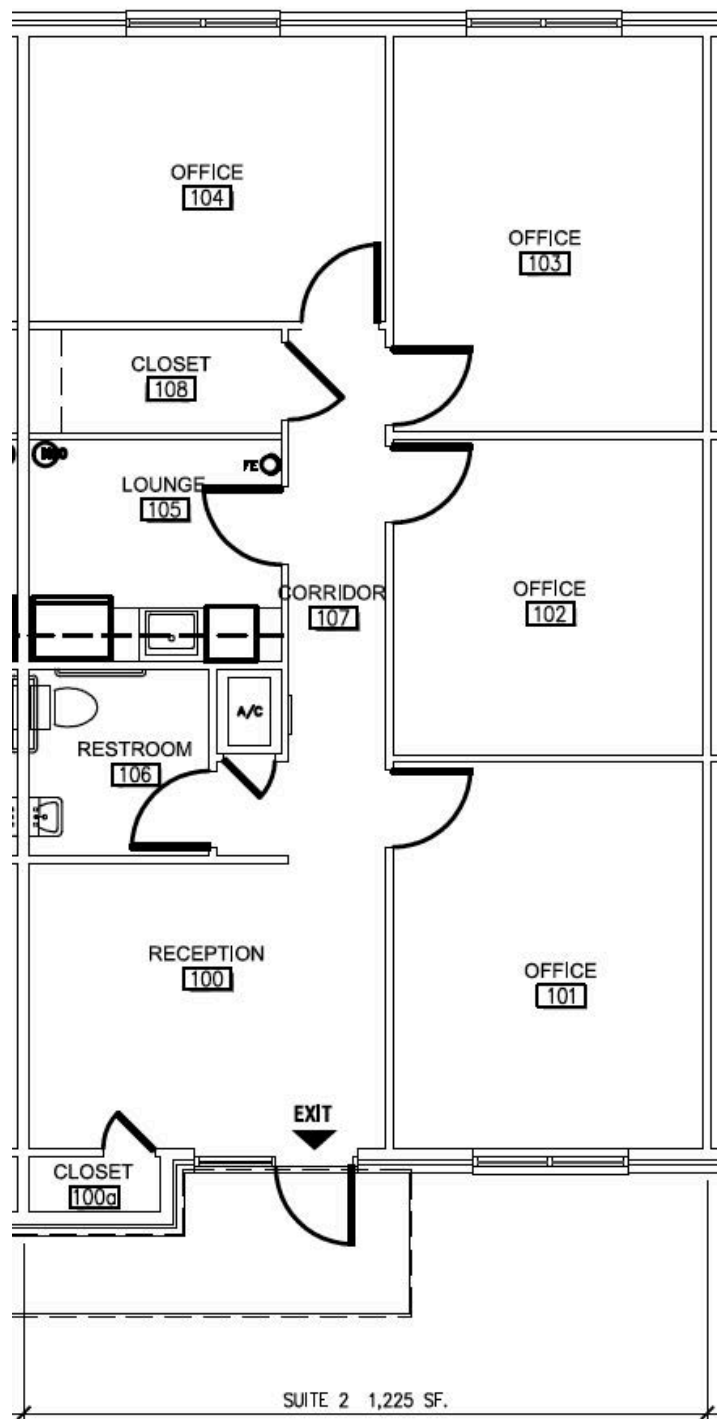 OFFICE
104
OFFICE
103
CLOSET
108
FE
LOUNGE
105
CORRIDOR
107
OFFICE
102
A/C
RESTROOM
106
RECEPTION
100
OFFICE
101
EXIT
CLOSET
100a
SUITE 2 1,225 SF.